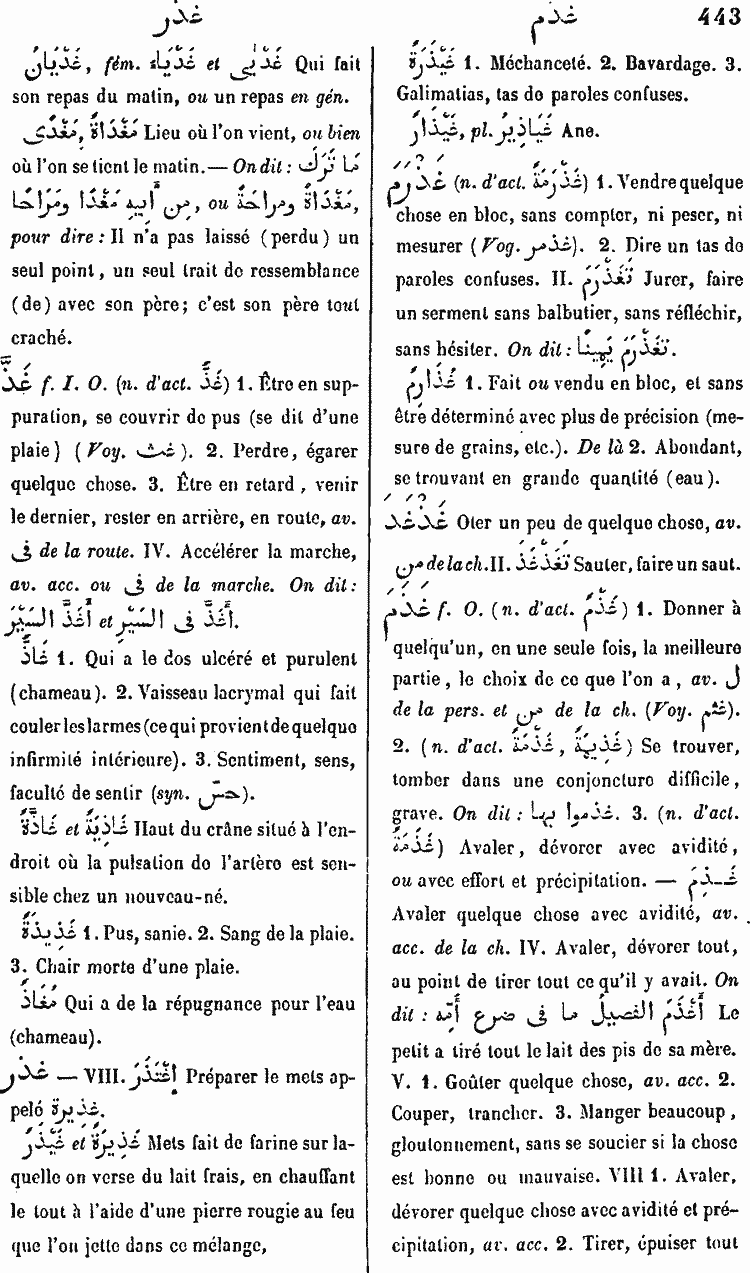 غذر
غذم
443
غَدْيَانُ, fém. غَدْيَاء et غَدْيَى Qui fait
son repas du matin, ou un repas en gén.
مَغْدَاةٌ, مَغْدًى Lieu où l'on vient, ou bien
où l'on se tient le matin.— On dit : مَا تَرَكَ
مِن أَبِيهِ مَغْدًا وَمَرَاحًا, ou مَغْدَاةً ومراحةً,
pour dire : Il n'a pas laissé (perdu) un
seul point, un seul trait de ressemblance
(de) avec son père; c'est son père tout
craché.
غَذَّ f. I. O. (n. d'act. غَذّ) 1. Être en sup-
puration, se couvrir de pus (se dit d'une
plaie) (Voy. غث). 2. Perdre, égarer
quelque chose. 3. Être en retard, venir
le dernier, rester en arrière, en route, av.
فى de la route. IV. Accélérer la marche,
av. acc. ou فى de la marche. On dit:
أَغَذَّ فى السَّيْرِ et أَغَذَّ السَّيْرَ.
غَاذٌّ 1. Qui a le dos ulcéré et purulent
(chameau). 2. Vaisseau lacrymal qui fait
couler les larmes (ce qui provient de quelque
infirmité intérieure). 3. Sentiment, sens,
faculté de sentir (syn. حسّ).
غَاذَّةٌ et غَاذِيَةٌ Haut du crâne situé à l'en-
droit où la pulsation de l'artère est sen-
sible chez un nouveau-né.
غَذِيذَةٌ 1. Pus, sanie. 2. Sang de la plaie.
3. Chair morte d'une plaie.
مُغَاذٌّ Qui a de la répugnance pour l'eau
(chameau).
غذر — VIII. إِغْتَذَرَ Préparer le mets ap-
pelé غذيرة.
غَذِيرَةٌ et غَيْذَرٌ Mets fait de farine sur la-
quelle on verse du lait frais, en chauffant
le tout à l'aide d'une pierre rougie au feu
que l'on jette dans ce mélange,
غَيْذَرَةٌ 1. Méchanceté. 2. Bavardage. 3.
Galimatias, tas de paroles confuses.
غَيْذَارٌ, pl. غَيَاذِيرُ Ane.
غَذْرَمَ (n. d'act. غَذْرَمَةٌ) 1. Vendre quelque
chose en bloc, sans compter, ni peser, ni
mesurer (Voy. غذمر). 2. Dire un tas de
paroles confuses. II. تَغَذْرَمَ Jurer, faire
un serment sans balbutier, sans réfléchir,
sans hésiter. On dit : تَغَذْرَمَ يَمِينًا.
غُذَارِمٌ 1. Fait ou vendu en bloc, et sans
être déterminé avec plus de précision (me-
sure de grains, etc.). De là 2. Abondant,
se trouvant en grande quantité (eau).
غَذْغَذَ Oter un peu de quelque chose, av.
من de la ch. II. تَغَذْغَذَ Sauter, faire un saut.
غَذَمَ f. O. (n. d'act. غَذْم) 1. Donner à
quelqu'un, en une seule fois, la meilleure
partie, le choix de ce que l'on a, av. ل
de la pers. et من de la ch. (Voy. غثم).
2. (n. d'act. غُذْمَةٌ, غَذِيمَةٌ) Se trouver,
tomber dans une conjoncture difficile,
grave. On dit : غذموا بها. 3. (n. d'act.
غَذْمَةٌ) Avaler, dévorer avec avidité,
ou avec effort et précipitation. — غَذِمَ
Avaler quelque chose avec avidité, av.
acc. de la ch. IV. Avaler, dévorer tout,
au point de tirer tout ce qu'il y avait. On
dit : أَغْذَمَ الفصيلُ ما فى ضرع أُمّه Le
petit a tiré tout le lait des pis de sa mère.
V. 1. Goûter quelque chose, av. acc. 2.
Couper, trancher. 3. Manger beaucoup,
gloutonnement, sans se soucier si la chose
est bonne ou mauvaise. VIII 1. Avaler,
dévorer quelque chose avec avidité et pré-
cipitation, av. acc. 2. Tirer, épuiser tout